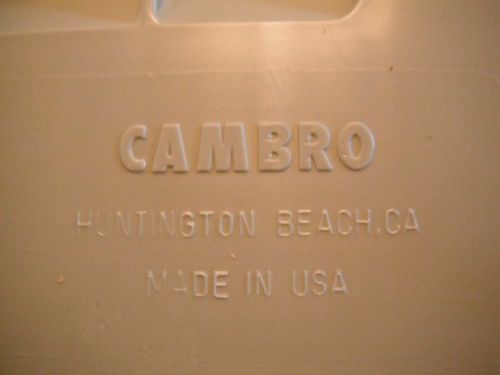 CAMBRO
HUNTINGTON BEACH, CA
MADE IN USA